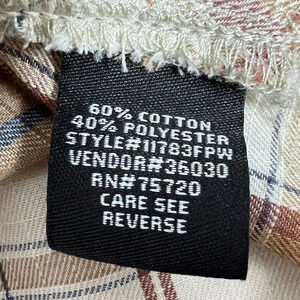 60% COTTON
40% POLYESTER
STYLE#11783FPW
VENDOR#36030
RN#75720
CARE SEE
REVERSE